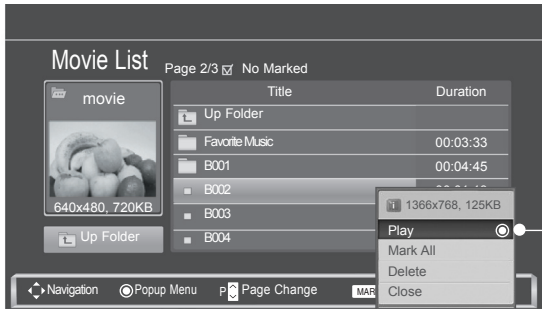 Movie List Page 2/3 No Marked
movie
640x480, 720KB
Up Folder
Title Duration
Up Folder
Favorite Music 00:03:33
B001 00:04:45
B002
B003
B004
1366x768, 125KB
Play
Mark All
Delete
Close
Navigation Popup Menu P Page Change MAR